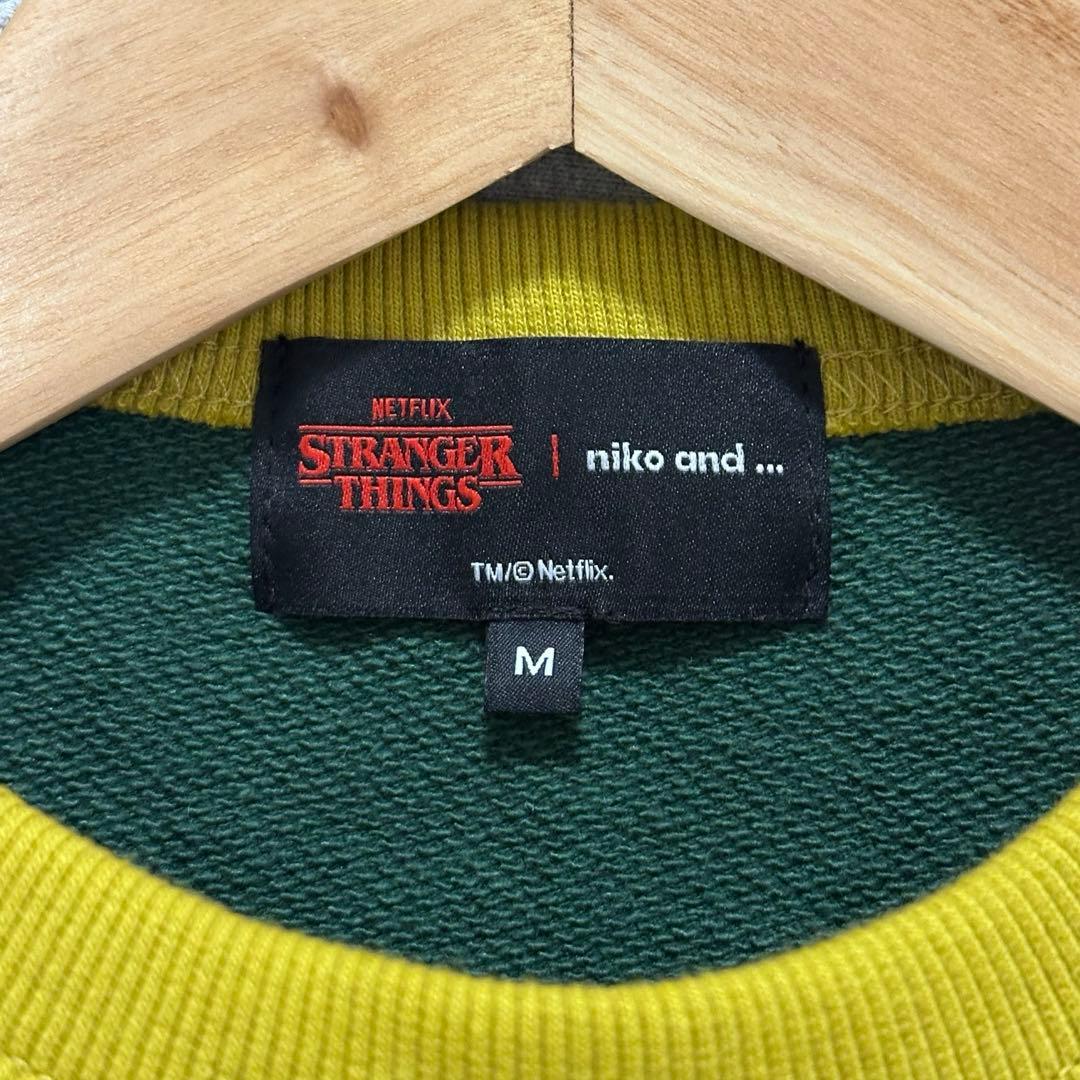 NETFLIX
STRANGER
THINGS
| niko and ...
TM/© Netflix.
M